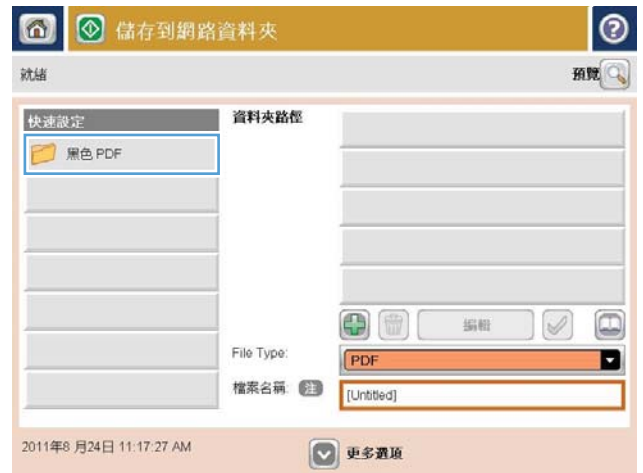 儲存到網路資料夾
就緒
預覽
快速設定
黑色 PDF
資料夾路徑
編輯
File Type:
PDF
檔案名稱: 注
[Untitled]
2011年8 月24日 11:17:27 AM
更多選項